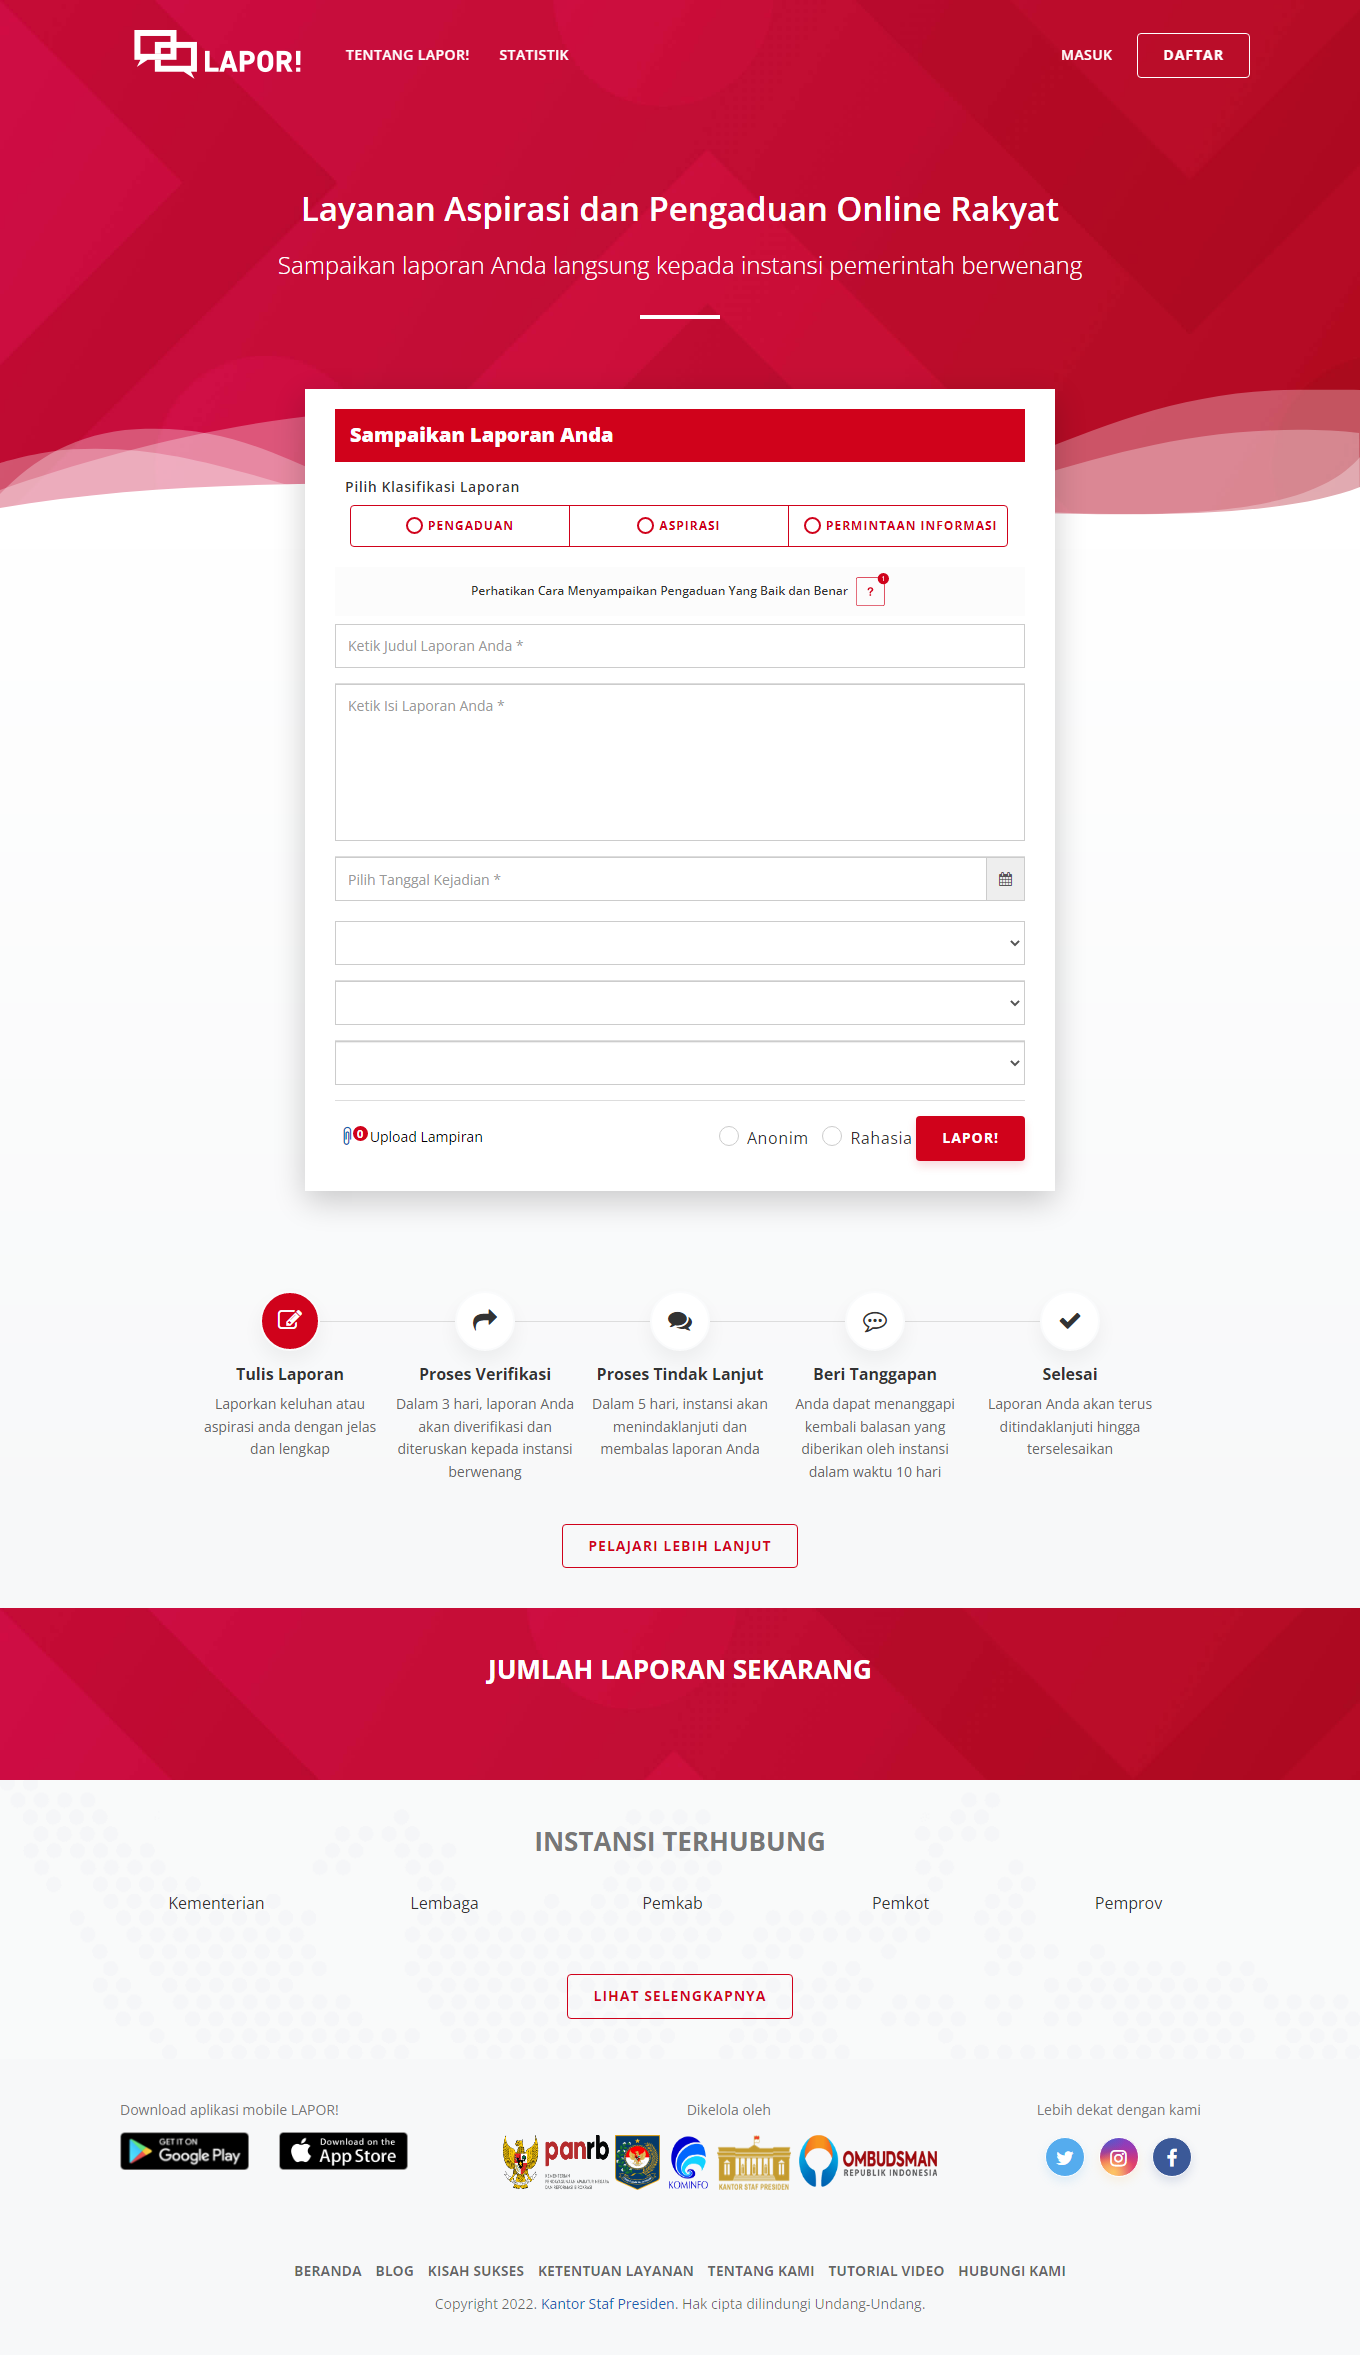 LAPOR!
TENTANG LAPOR!
STATISTIK
MASUK
DAFTAR
Layanan Aspirasi dan Pengaduan Online Rakyat
Sampaikan laporan Anda langsung kepada instansi pemerintah berwenang
Sampaikan Laporan Anda
Pilih Klasifikasi Laporan
PENGADUAN
ASPIRASI
PERMINTAAN INFORMASI
Perhatikan Cara Menyampaikan Pengaduan Yang Baik dan Benar
?
1
Ketik Judul Laporan Anda *
Ketik Isi Laporan Anda *
Pilih Tanggal Kejadian *
0
Upload Lampiran
Anonim
Rahasia
LAPOR!
Tulis Laporan
Laporkan keluhan atau
aspirasi anda dengan jelas
dan lengkap
Proses Verifikasi
Dalam 3 hari, laporan Anda
akan diverifikasi dan
diteruskan kepada instansi
berwenang
Proses Tindak Lanjut
Dalam 5 hari, instansi akan
menindaklanjuti dan
membalas laporan Anda
Beri Tanggapan
Anda dapat menanggapi
kembali balasan yang
diberikan oleh instansi
dalam waktu 10 hari
Selesai
Laporan Anda akan terus
ditindaklanjuti hingga
terselesaikan
PELAJARI LEBIH LANJUT
JUMLAH LAPORAN SEKARANG
INSTANSI TERHUBUNG
Kementerian
Lembaga
Pemkab
Pemkot
Pemprov
LIHAT SELENGKAPNYA
Download aplikasi mobile LAPOR!
GET IT ON
Google Play
Download on the
App Store
Dikelola oleh
panrb
KOMINFO
KANTOR STAF PRESIDEN
OMBUDSMAN
REPUBLIK INDONESIA
Lebih dekat dengan kami
BERANDA
BLOG
KISAH SUKSES
KETENTUAN LAYANAN
TENTANG KAMI
TUTORIAL VIDEO
HUBUNGI KAMI
Copyright 2022. Kantor Staf Presiden. Hak cipta dilindungi Undang-Undang.